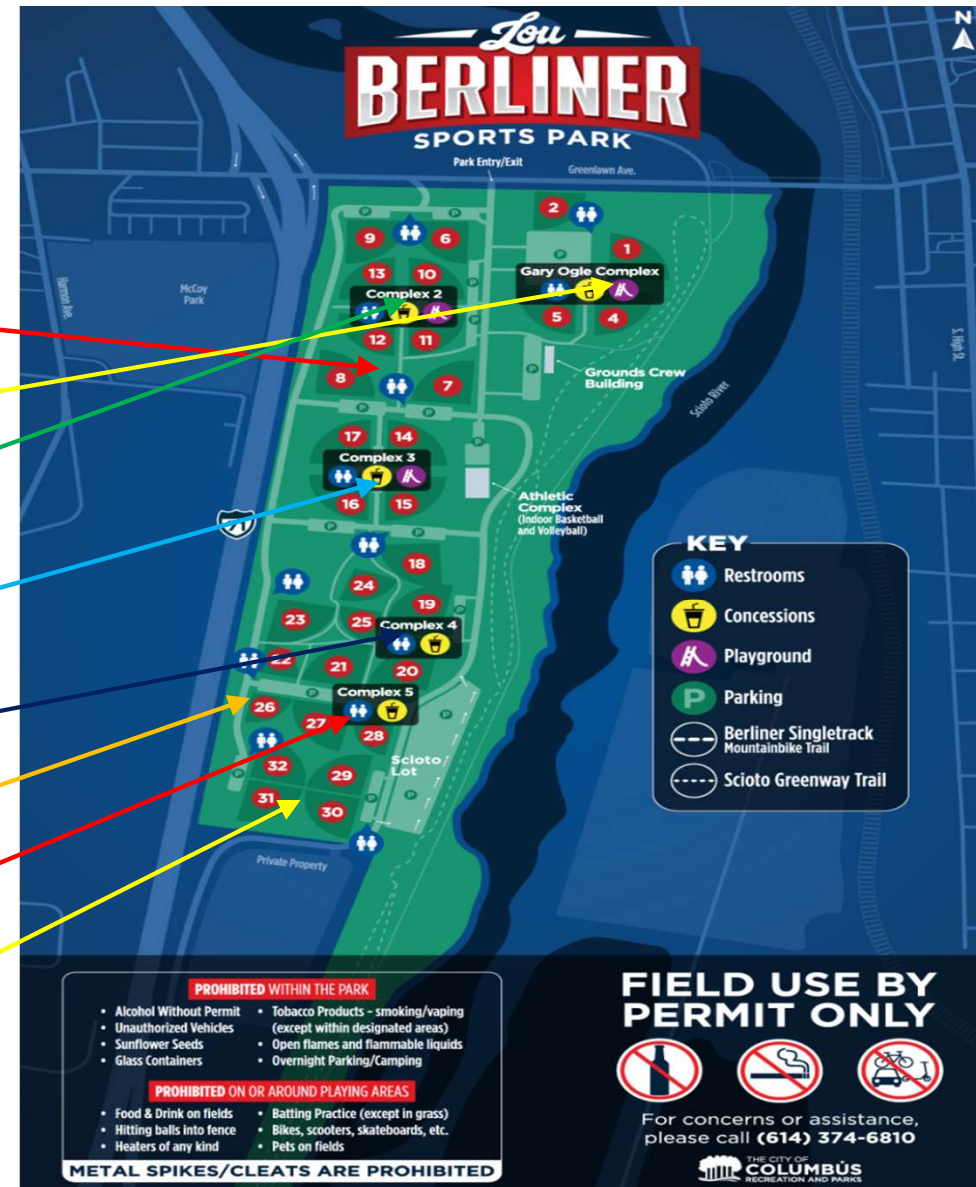 Lou
BERLINER
SPORTS PARK
N
Park Entry/Exit
Greenlawn Ave.
P
P
2
9
6
1
P
13
10
Gary Ogle Complex
McCoy
Park
Harmon Ave.
Complex 2
5
4
12
11
S. High St.
8
7
P
Grounds Crew
Building
Scioto River
P
P
17
14
P
Complex 3
16
15
Athletic
Complex
(Indoor Basketball
and Volleyball)
71
P
P
18
24
19
23
25
Complex 4
22
21
20
P
Complex 5
26
27
28
P
Scioto
Lot
32
29
P
P
P
31
30
Private Property
KEY
Restrooms
Concessions
Playground
P Parking
Berliner Singletrack
Mountainbike Trail
Scioto Greenway Trail
PROHIBITED WITHIN THE PARK
• Alcohol Without Permit
• Unauthorized Vehicles
• Sunflower Seeds
• Glass Containers
• Tobacco Products - smoking/vaping
(except within designated areas)
• Open flames and flammable liquids
• Overnight Parking/Camping
PROHIBITED ON OR AROUND PLAYING AREAS
• Food & Drink on fields
• Hitting balls into fence
• Heaters of any kind
• Batting Practice (except in grass)
• Bikes, scooters, skateboards, etc.
• Pets on fields
METAL SPIKES/CLEATS ARE PROHIBITED
FIELD USE BY
PERMIT ONLY
For concerns or assistance,
please call (614) 374-6810
THE CITY OF
COLUMBUS
RECREATION AND PARKS